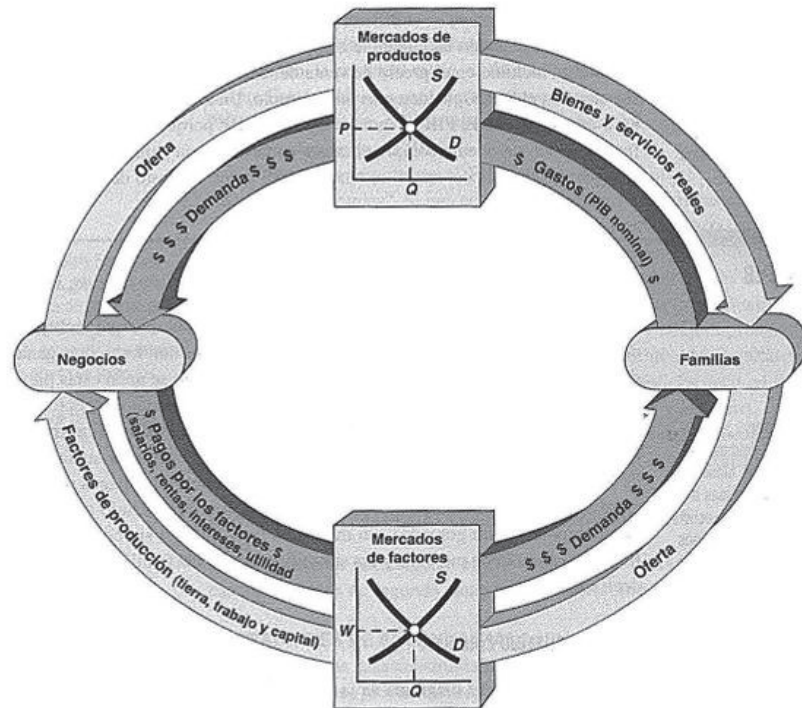 Mercados de
productos
S
P
D
Q
Oferta
Bienes y servicios reales
$ $ $ Demanda $ $ $
$ Gastos (PIB nominal) $
Negocios
Familias
Factores de producción (tierra, trabajo y capital)
$ Pagos por los factores $
(salarios, rentas, intereses, utilidad
$ $ $ Demanda $ $ $
Oferta
Mercados
de factores
S
W
D
Q